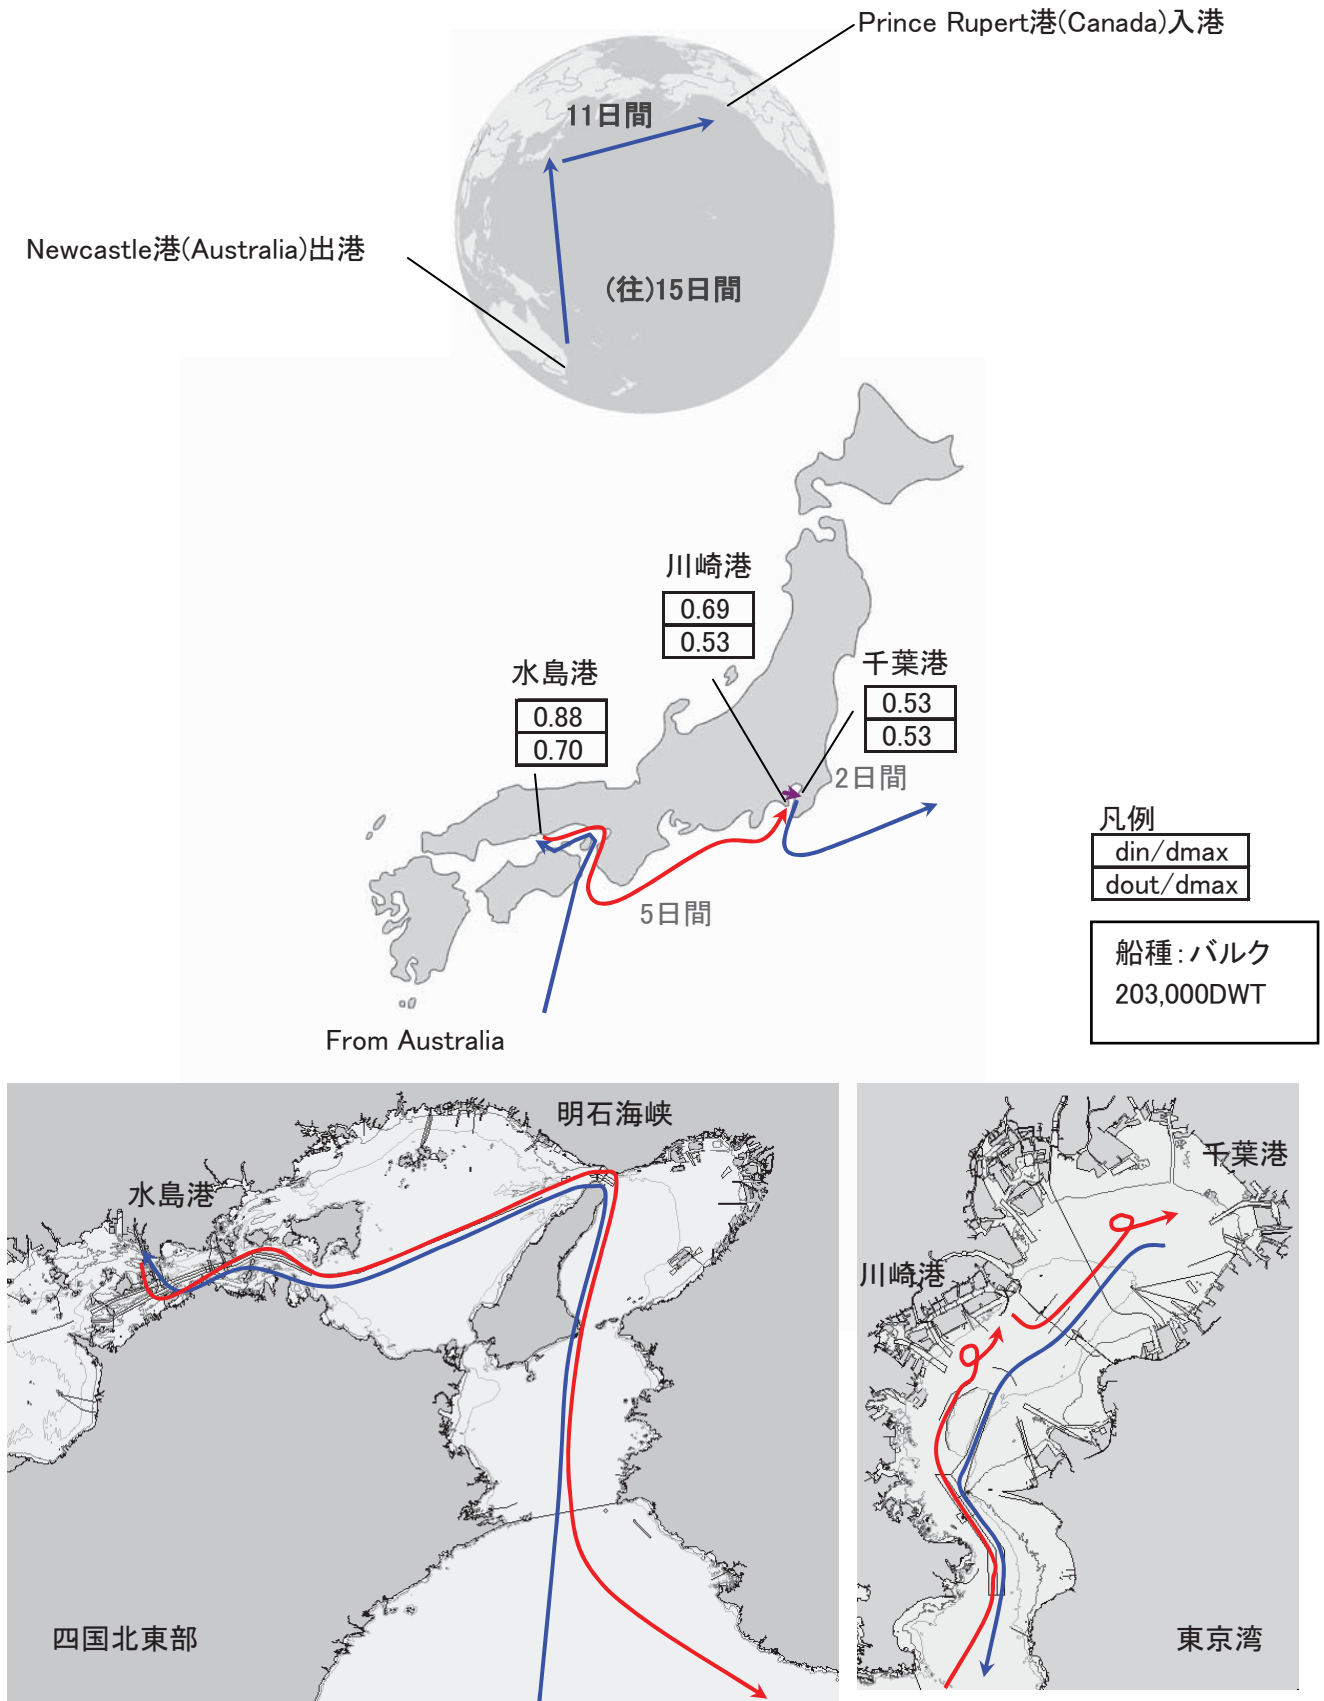 Prince Rupert港(Canada)入港
11日間
Newcastle港(Australia)出港
(往)15日間
川崎港
0.69
0.53
水島港
0.88
0.70
千葉港
0.53
0.53
2日間
5日間
From Australia
凡例
din/dmax
dout/dmax
船種：バルク
203,000DWT
明石海峡
水島港
四国北東部
千葉港
川崎港
東京湾